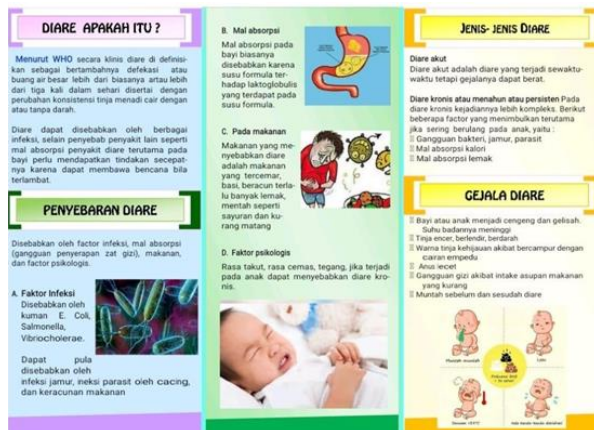 DIARE APAKAH ITU ?
Menurut WHO secara klinis diare di definisi-
kan sebagai bertambahnya defekasi atau
buang air besar lebih dari biasanya artau lebih
dari tiga kali dalam sehari disertai dengan
perubahan konsistensi tinja menadi cair dengan
atau tanpa darah.
Diare dapat disebabkan oleh berbagai
infeksi, selain penyebab penyakit lain seperti
mal absorpsi penyakit diare terutama pada
bayi perlu mendapatkan tindakan secepat-
nya karena dapat membawa bencana bila
terlambat.
PENYEBARAN DIARE
Disebabkan oleh factor infeksi, mal absorpsi
(gangguan penyerapan zat gizi), makanan,
dan factor psikologis.
A. Faktor Infeksi
Disebabkan oleh
kuman E. Coli,
Salmonella,
Vibriocholerae.
Dapat pula
disebabkan oleh
infeksi jamur, ineksi parasit oleh cacing,
dan keracunan makanan
B. Mal absorpsi
Mal absorpsi pada
bayi biasanya
disebabkan karena
susu formula ter-
hadap laktoglobulis
yang terdapat pada
susu formula.
C. Pada makanan
Makanan yang me-
nyebabkan diare
adalah makanan
yang tercemar,
basi, beracun terla-
lu banyak lemak,
mentah seperti
sayuran dan ku-
rang matang
D. Faktor psikologis
Rasa takut, rasa cemas, tegang, jika terjadi
pada anak dapat menyebabkan diare kro-
nis.
JENIS- JENIS DIARE
Diare akut
Diare akut adalah diare yang terjadi sewaktu-
waktu tetapi gejalanya dapat berat.
Diare kronis atau menahun atau persisten Pada
diare kronis kejadiannya lebih kompleks. Berikut
beberapa factor yang menimbulkan terutama
jika sering berulang pada anak, yaitu :
Gangguan bakteri, jamur, parasit
Mal absorpsi kalori
Mal absorpsi lemak
GEJALA DIARE
Bayi atau anak menjadi cengeng dan gelisah.
Suhu badannya meninggi
Tinja encer, berlendir, berdarah
Warna tinja kehijauan akibat bercampur dengan
cairan empedu
Anus lecet
Gangguan gizi akibat intake asupan makanan
yang kurang
Muntah sebelum dan sesudah diare
Muntah muntah